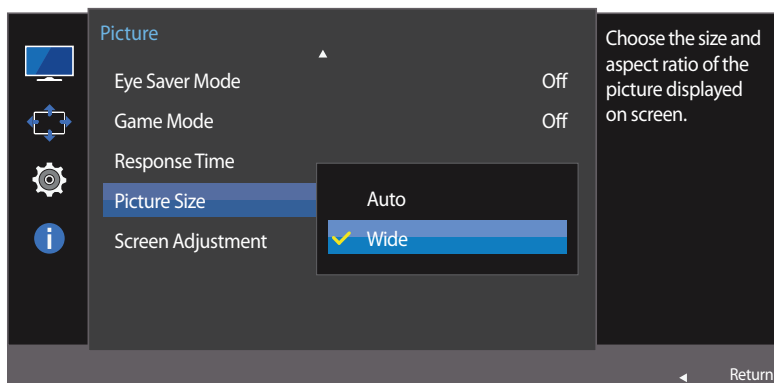 Picture
Eye Saver Mode Off
Game Mode Off
Response Time
Picture Size
Screen Adjustment
Auto
Wide
Choose the size and
aspect ratio of the
picture displayed
on screen.
Return